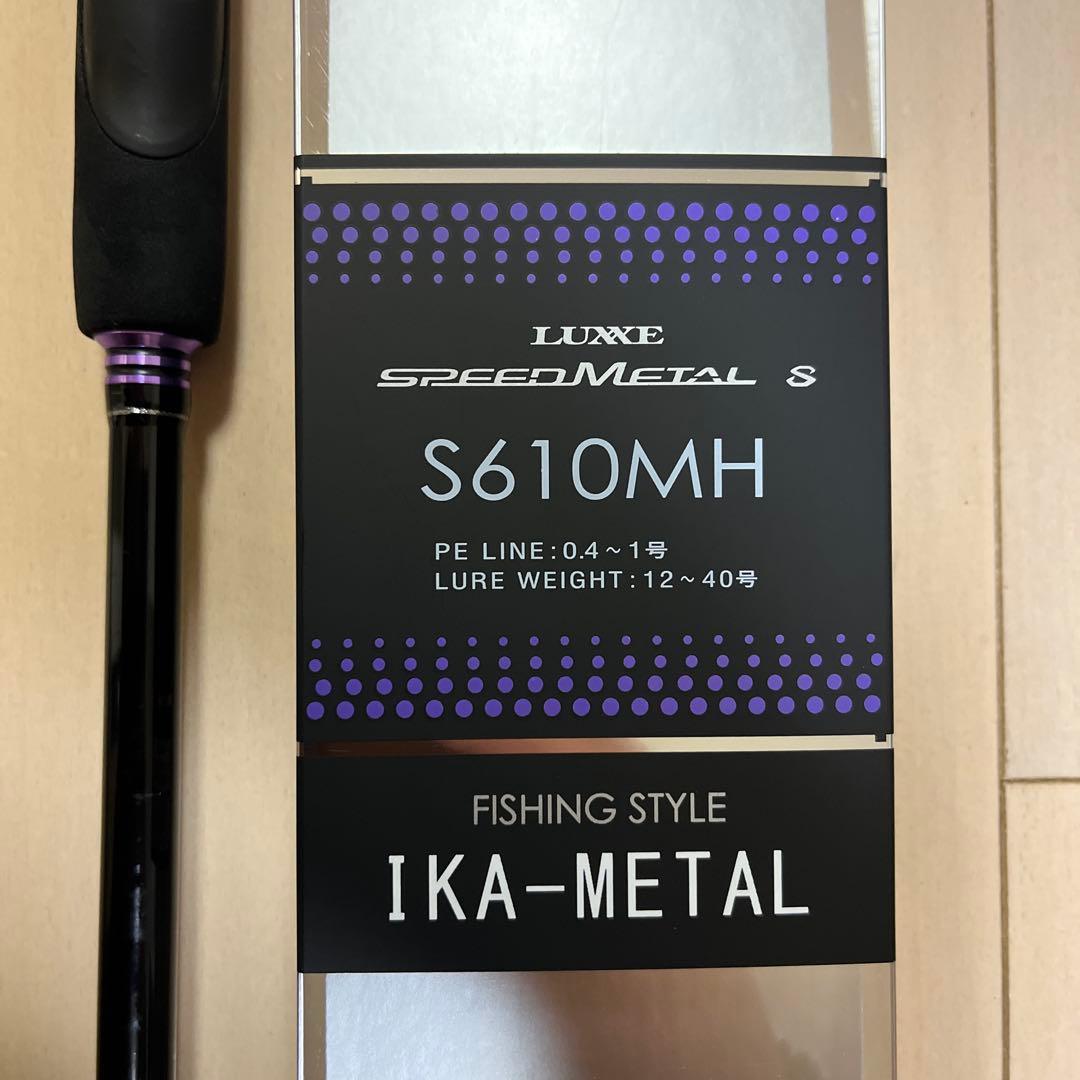 LUXXE
SPEEDMETAL S
S610MH
PE LINE:0.4～1号
LURE WEIGHT:12～40号
FISHING STYLE
IKA-METAL